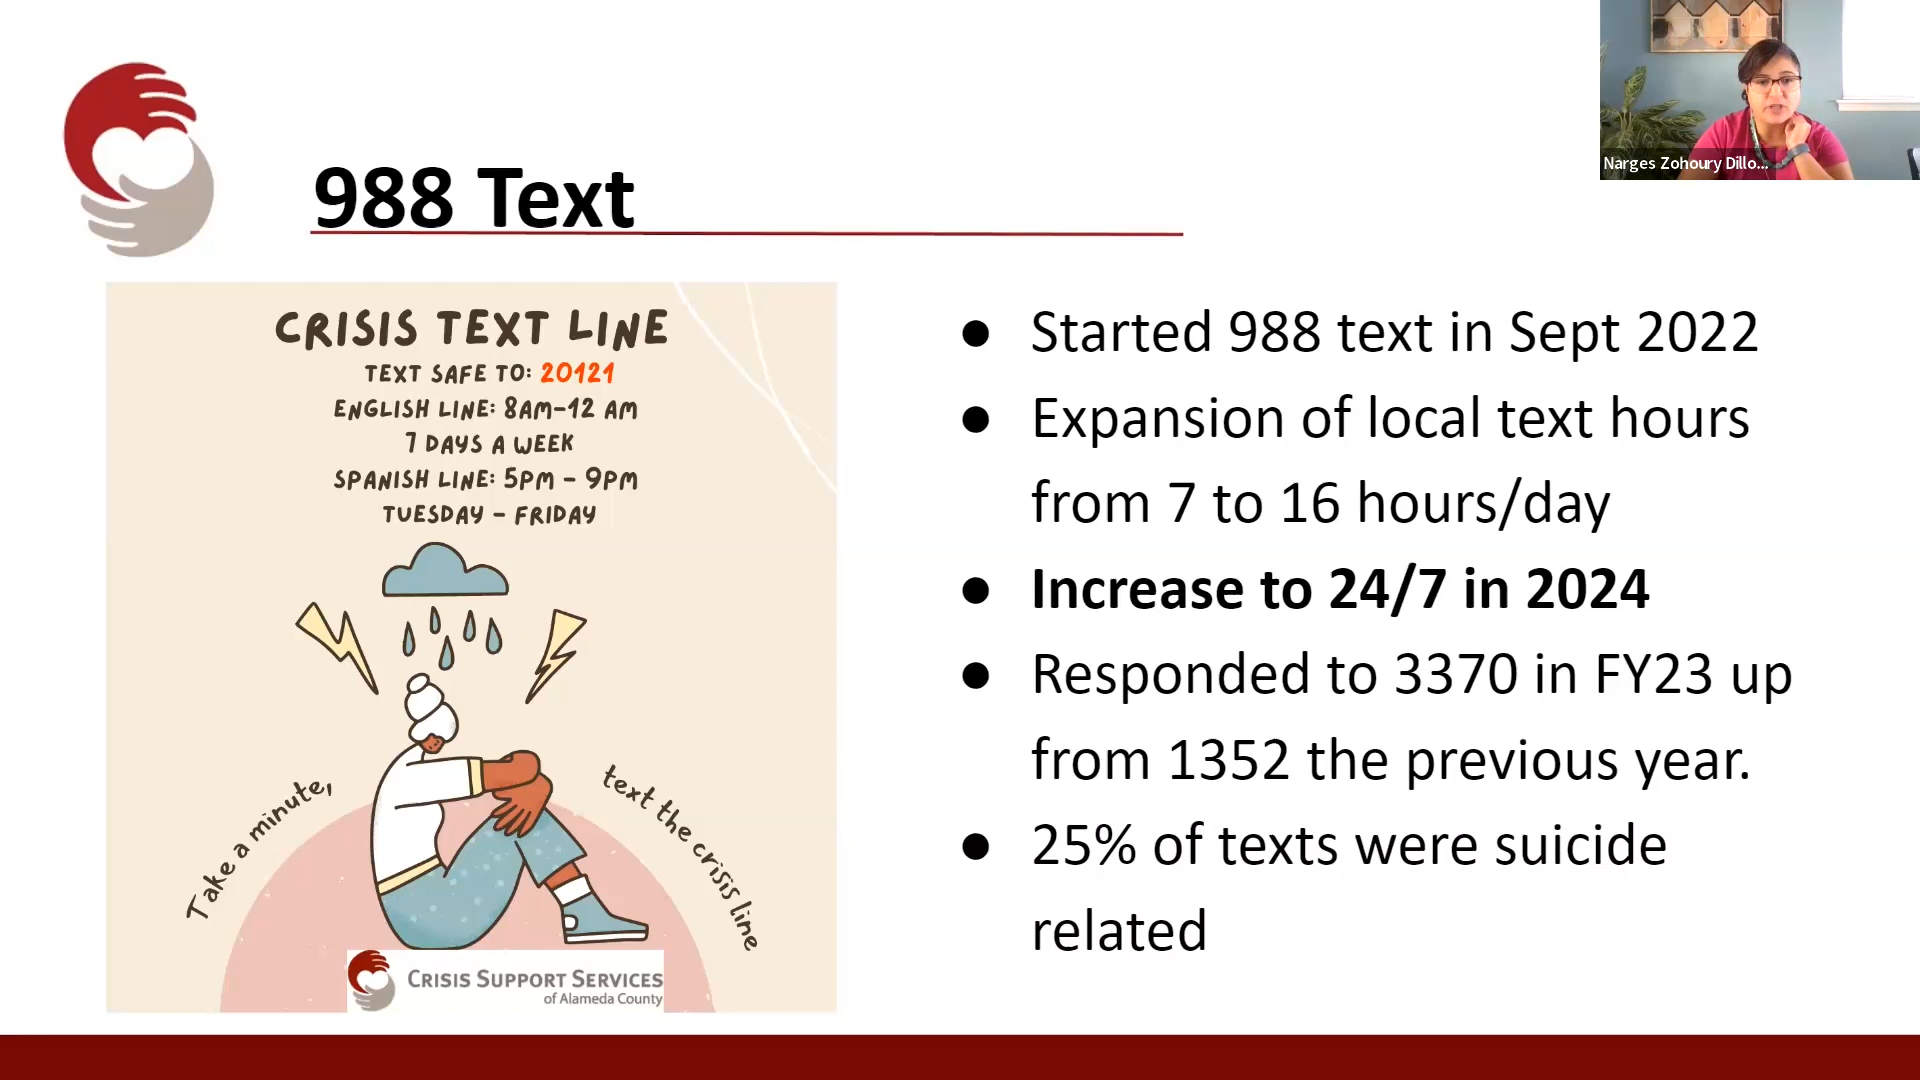 Narges Zohoury Dillo...
988 Text
CRISIS TEXT LINE
TEXT SAFE TO: 20121
ENGLISH LINE: 8AM-12 AM
7 DAYS A WEEK
SPANISH LINE: 5PM - 9PM
TUESDAY - FRIDAY
Take a minute,
text the crisis line
CRISIS SUPPORT SERVICES
of Alameda County
● Started 988 text in Sept 2022
● Expansion of local text hours
from 7 to 16 hours/day
● Increase to 24/7 in 2024
● Responded to 3370 in FY23 up
from 1352 the previous year.
● 25% of texts were suicide
related